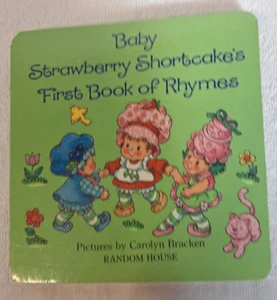 Baby
Strawberry Shortcake's
First Book of Rhymes
Pictures by Carolyn Bracken
RANDOM HOUSE